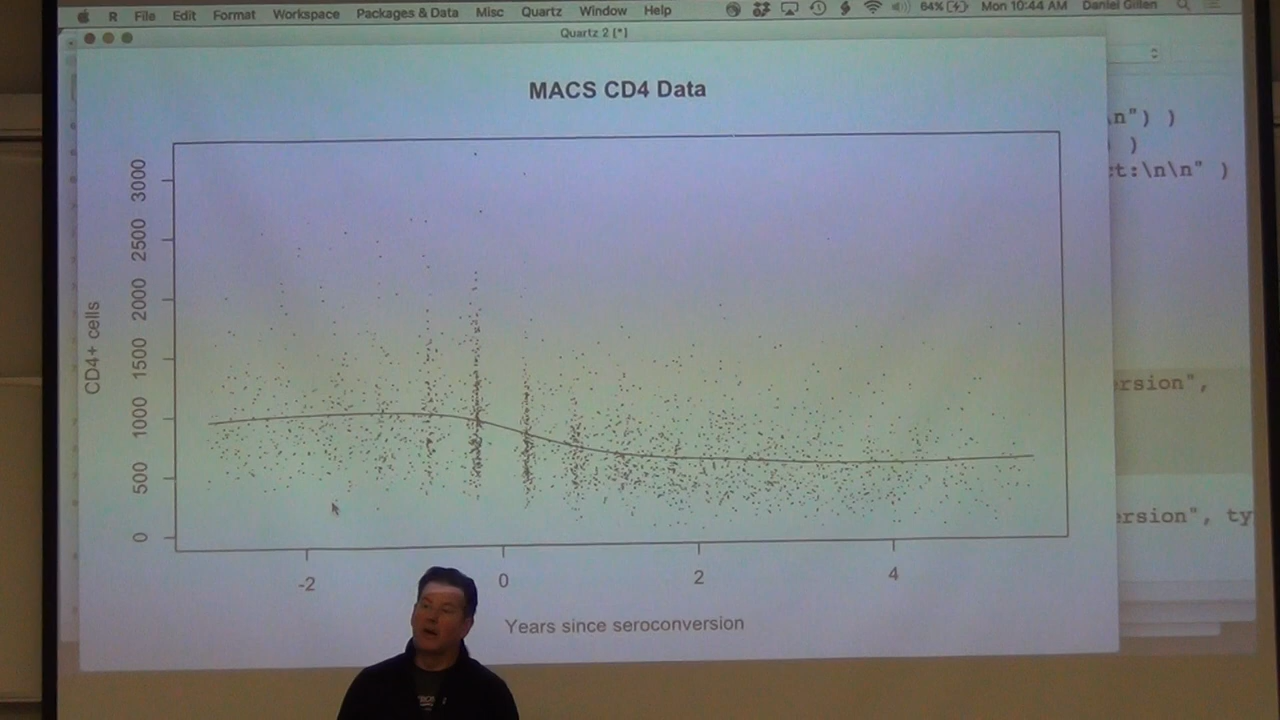 R File Edit Format Workspace Packages & Data Misc Quartz Window Help 64% Mon 10:44 AM Daniel Gillen
Quartz 2 [*]
MACS CD4 Data
\n") )
)
ct:\n\n" )
ersion",
ersion", ty
CD4+ cells
3000
2500
2000
1500
1000
500
0
-2 0 2 4
Years since seroconversion